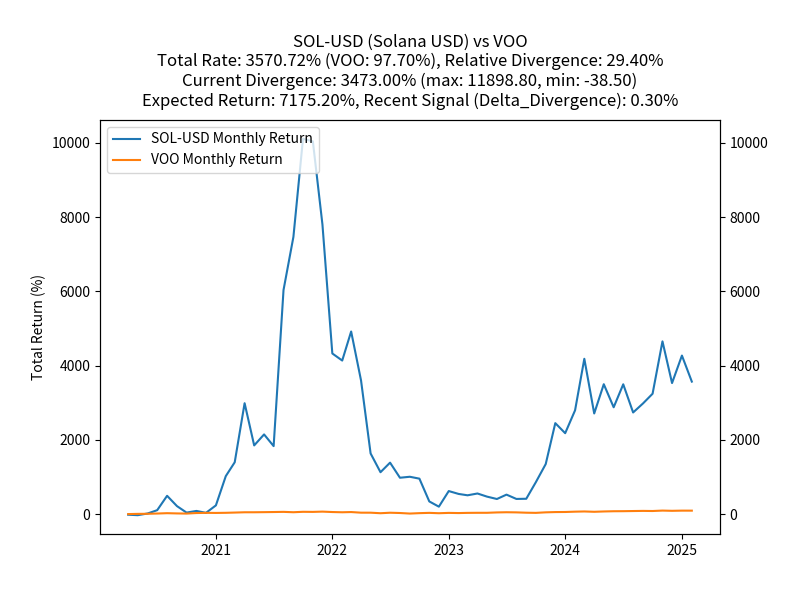 SOL-USD (Solana USD) vs VOO
Total Rate: 3570.72% (VOO: 97.70%), Relative Divergence: 29.40%
Current Divergence: 3473.00% (max: 11898.80, min: -38.50)
Expected Return: 7175.20%, Recent Signal (Delta_Divergence): 0.30%
SOL-USD Monthly Return
VOO Monthly Return
Total Return (%)
10000
8000
6000
4000
2000
0
10000
8000
6000
4000
2000
0
2021
2022
2023
2024
2025